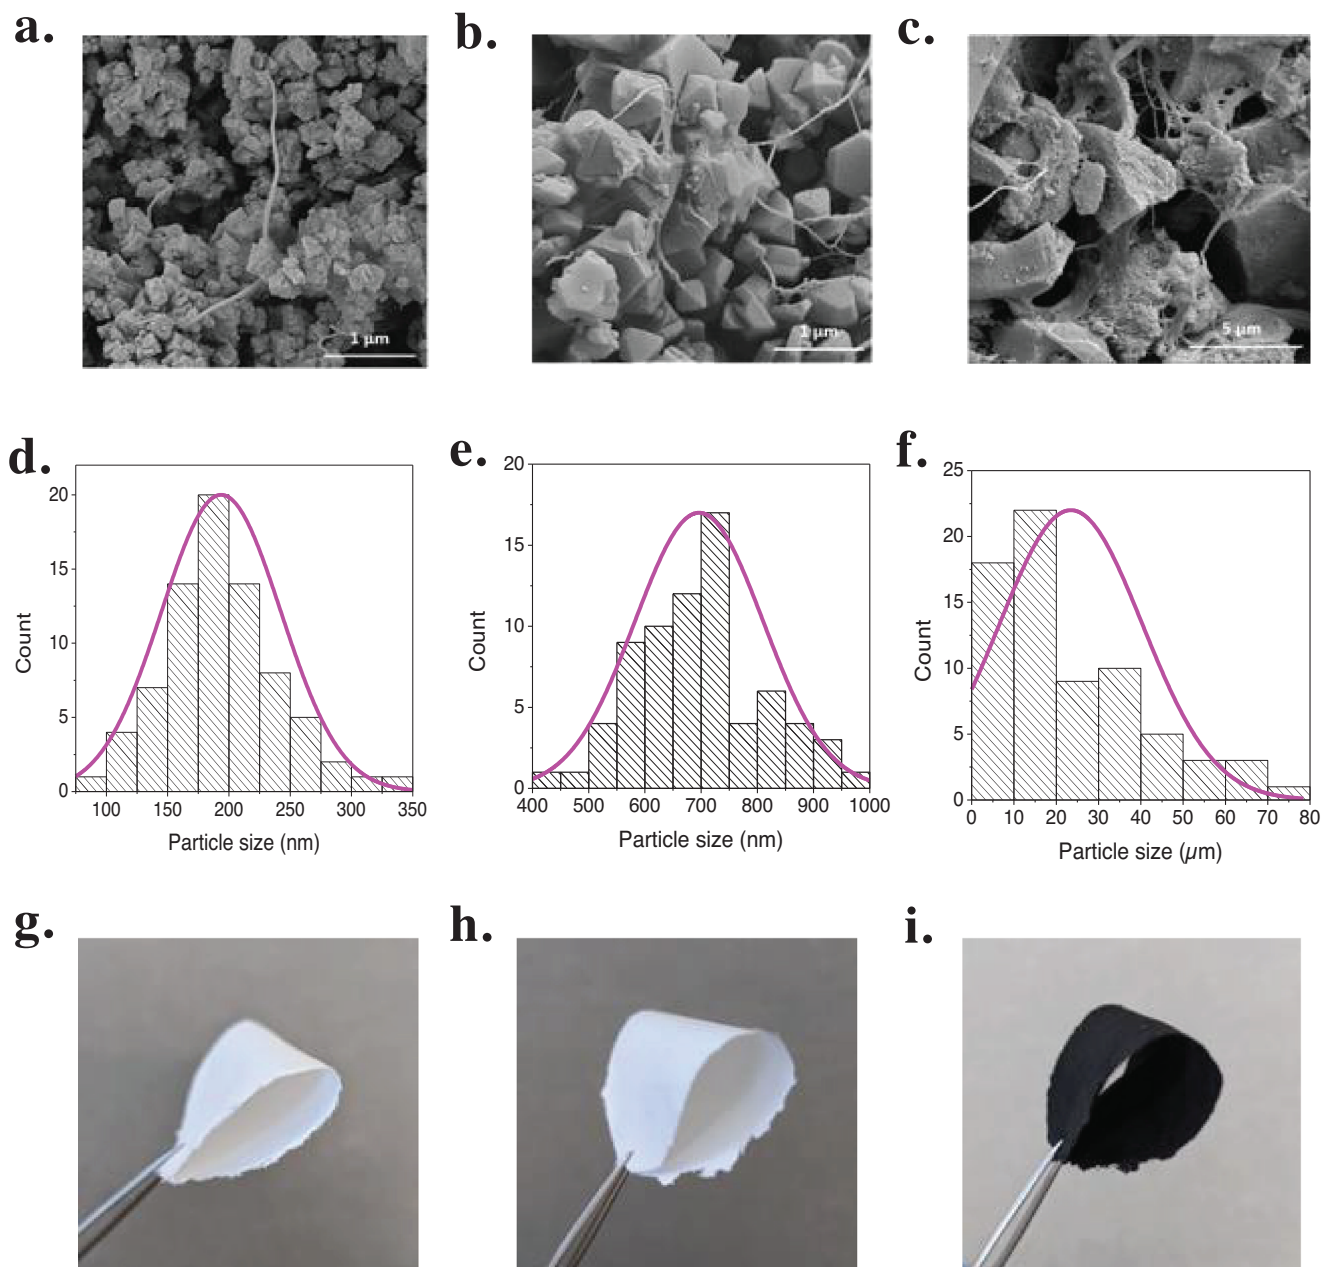 a.
b.
c.
1 µm
1 µm
5 µm
d.
e.
f.
Count
20
15
10
5
0
100 150 200 250 300 350
Particle size (nm)
Count
20
15
10
5
0
400 500 600 700 800 900 1000
Particle size (nm)
Count
25
20
15
10
5
0
0 10 20 30 40 50 60 70 80
Particle size (µm)
g.
h.
i.